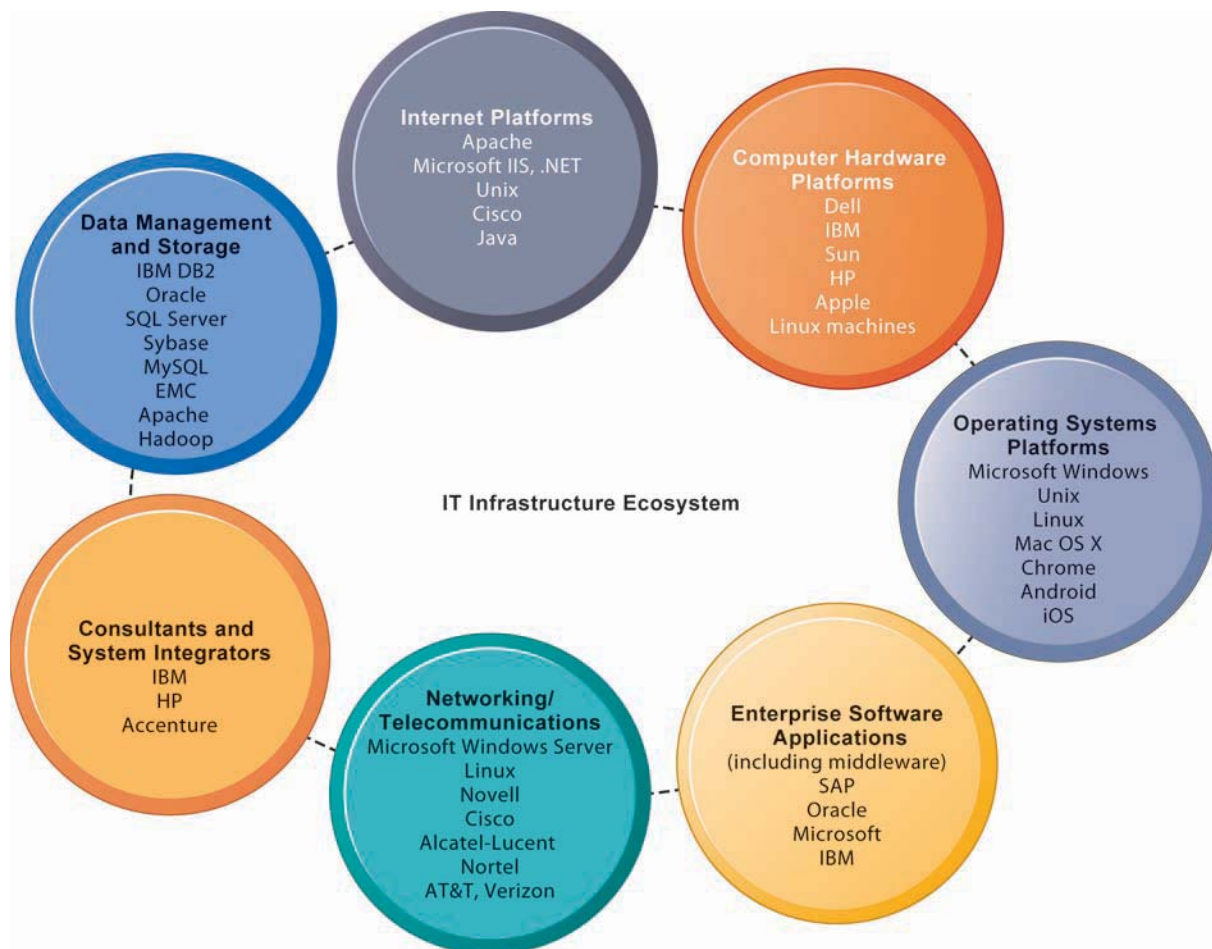 Internet Platforms
Apache
Microsoft IIS, .NET
Unix
Cisco
Java
Computer Hardware
Platforms
Dell
IBM
Sun
HP
Apple
Linux machines
Operating Systems
Platforms
Microsoft Windows
Unix
Linux
Mac OS X
Chrome
Android
iOS
Enterprise Software
Applications
(including middleware)
SAP
Oracle
Microsoft
IBM
Networking/
Telecommunications
Microsoft Windows Server
Linux
Novell
Cisco
Alcatel-Lucent
Nortel
AT&T, Verizon
Consultants and
System Integrators
IBM
HP
Accenture
Data Management
and Storage
IBM DB2
Oracle
SQL Server
Sybase
MySQL
EMC
Apache
Hadoop
IT Infrastructure Ecosystem